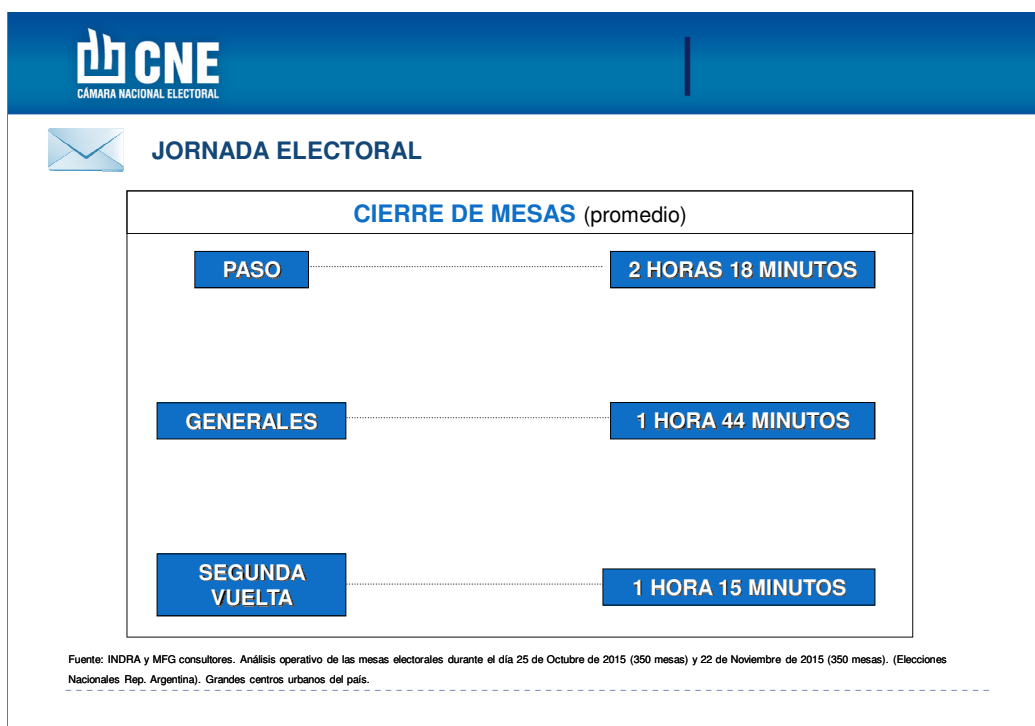 CNE
CÁMARA NACIONAL ELECTORAL
JORNADA ELECTORAL
CIERRE DE MESAS (promedio)
PASO 2 HORAS 18 MINUTOS
GENERALES 1 HORA 44 MINUTOS
SEGUNDA
VUELTA
1 HORA 15 MINUTOS
Fuente: INDRA y MFG consultores. Análisis operativo de las mesas electorales durante el día 25 de Octubre de 2015 (350 mesas) y 22 de Noviembre de 2015 (350 mesas). (Elecciones
Nacionales Rep. Argentina). Grandes centros urbanos del país.